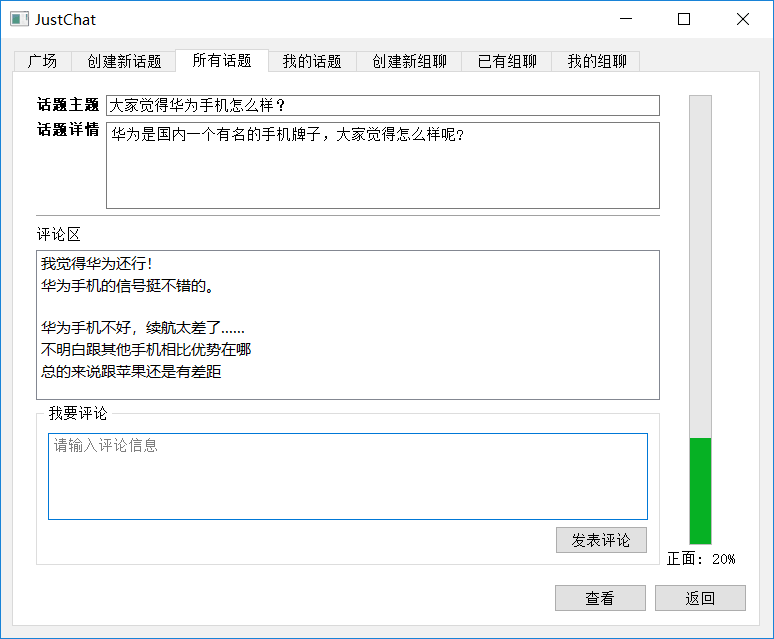 JustChat
广场 创建新话题 所有话题 我的话题 创建新组聊 已有组聊 我的组聊
话题主题 大家觉得华为手机怎么样？
话题详情 华为是国内一个有名的手机牌子，大家觉得怎么样呢?
评论区
我觉得华为还行！
华为手机的信号挺不错的。
华为手机不好，续航太差了......
不明白跟其他手机相比优势在哪
总的来说跟苹果还是有差距
我要评论
请输入评论信息
发表评论
正面：20%
查看 返回